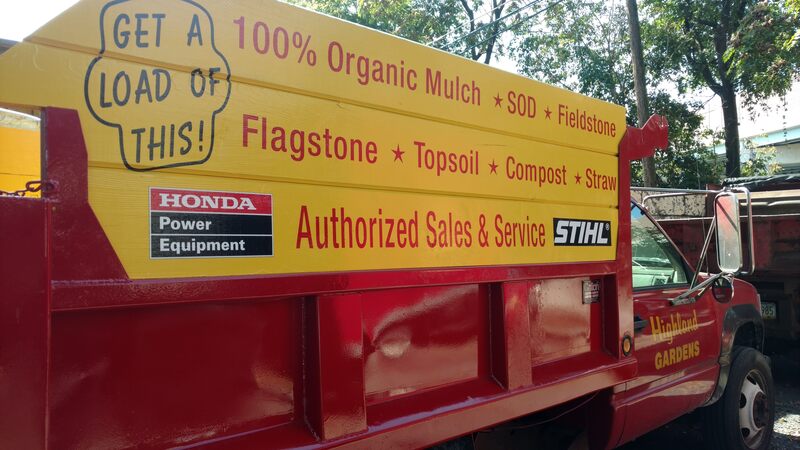 GET A
LOAD OF
THIS!
100% Organic Mulch ★ SOD ★ Fieldstone
Flagstone ★ Topsoil ★ Compost ★ Straw
HONDA
Power
Equipment
Authorized Sales & Service STIHL®
Highland
GARDENS